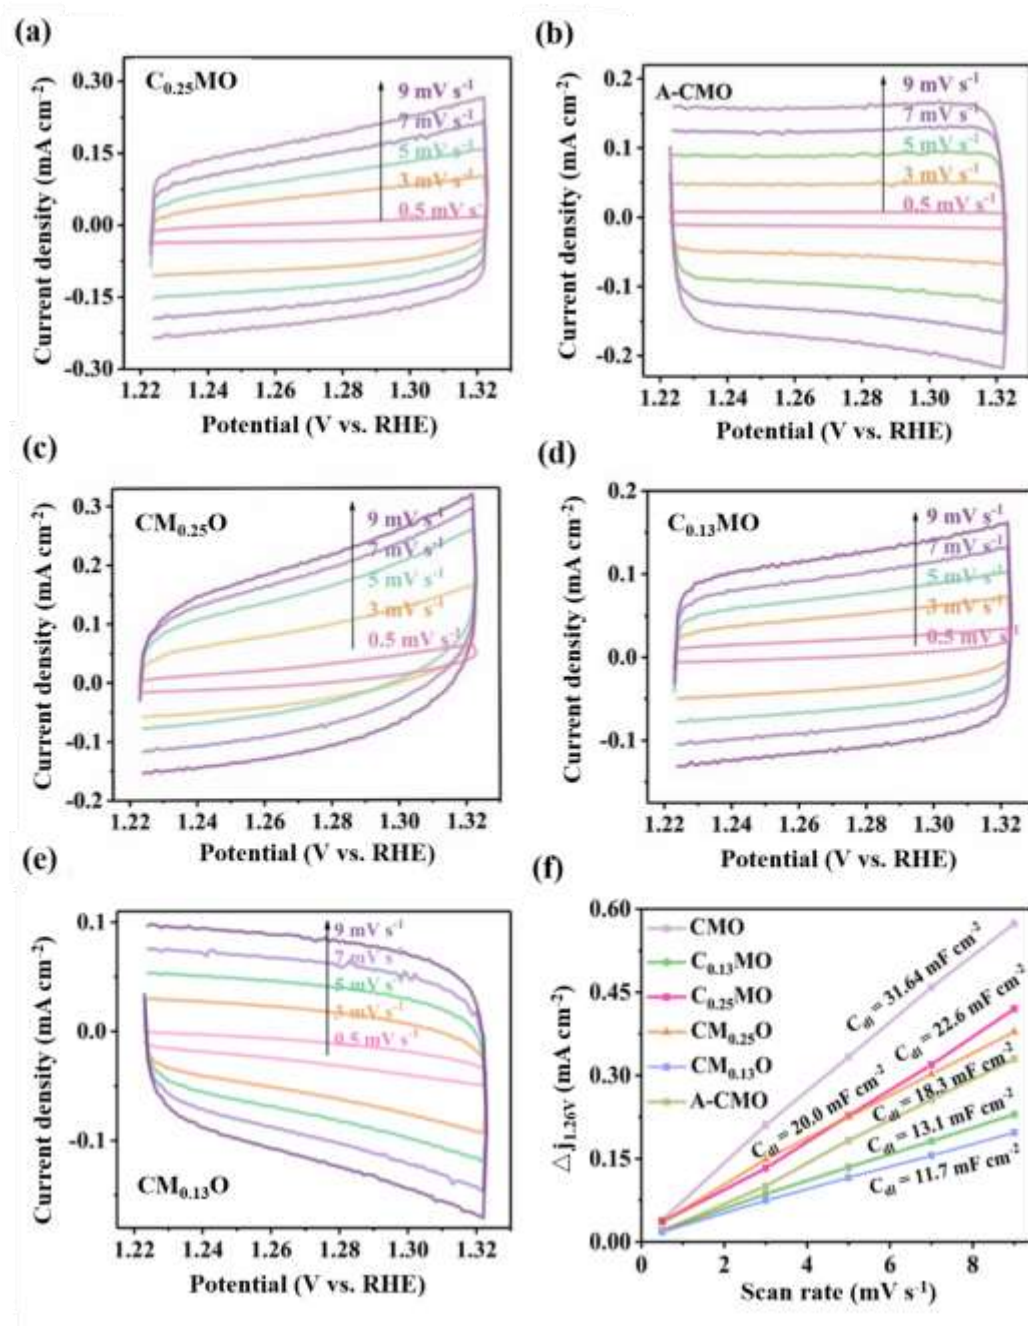 (a)
C₀.₂₅MO
9 mV s⁻¹
7 mV s⁻¹
5 mV s⁻¹
3 mV s⁻¹
0.5 mV s⁻
0.30
0.15
0.00
-0.15
-0.30
1.22 1.24 1.26 1.28 1.30 1.32
Current density (mA cm⁻²)
Potential (V vs. RHE)
(b)
A-CMO
9 mV s⁻¹
7 mV s⁻¹
5 mV s⁻¹
3 mV s⁻¹
0.5 mV s⁻¹
0.2
0.1
0.0
-0.1
-0.2
1.22 1.24 1.26 1.28 1.30 1.32
Current density (mA cm⁻²)
Potential (V vs. RHE)
(c)
CM₀.₂₅O
9 mV s⁻¹
7 mV s⁻¹
5 mV s⁻¹
3 mV s⁻¹
0.5 mV s⁻¹
0.3
0.2
0.1
0.0
-0.1
-0.2
1.22 1.24 1.26 1.28 1.30 1.32
Current density (mA cm⁻²)
Potential (V vs. RHE)
(d)
C₀.₁₃MO
9 mV s⁻¹
7 mV s⁻¹
5 mV s⁻¹
3 mV s⁻¹
0.5 mV s⁻¹
0.2
0.1
0.0
-0.1
1.22 1.24 1.26 1.28 1.30 1.32
Current density (mA cm⁻²)
Potential (V vs. RHE)
(e)
9 mV s⁻¹
7 mV s⁻¹
5 mV s⁻¹
3 mV s⁻¹
0.5 mV s⁻¹
CM₀.₁₃O
0.1
0.0
-0.1
1.22 1.24 1.26 1.28 1.30 1.32
Current density (mA cm⁻²)
Potential (V vs. RHE)
(f)
CMO
C₀.₁₃MO
C₀.₂₅MO
CM₀.₂₅O
CM₀.₁₃O
A-CMO
C_dl = 31.64 mF cm⁻²
C_dl = 22.6 mF cm⁻²
C_dl = 20.0 mF cm⁻²
C_dl = 18.3 mF cm⁻²
C_dl = 13.1 mF cm⁻²
C_dl = 11.7 mF cm⁻²
0.60
0.45
0.30
0.15
0.00
0 2 4 6 8
△j₁.₂₆V (mA cm⁻²)
Scan rate (mV s⁻¹)